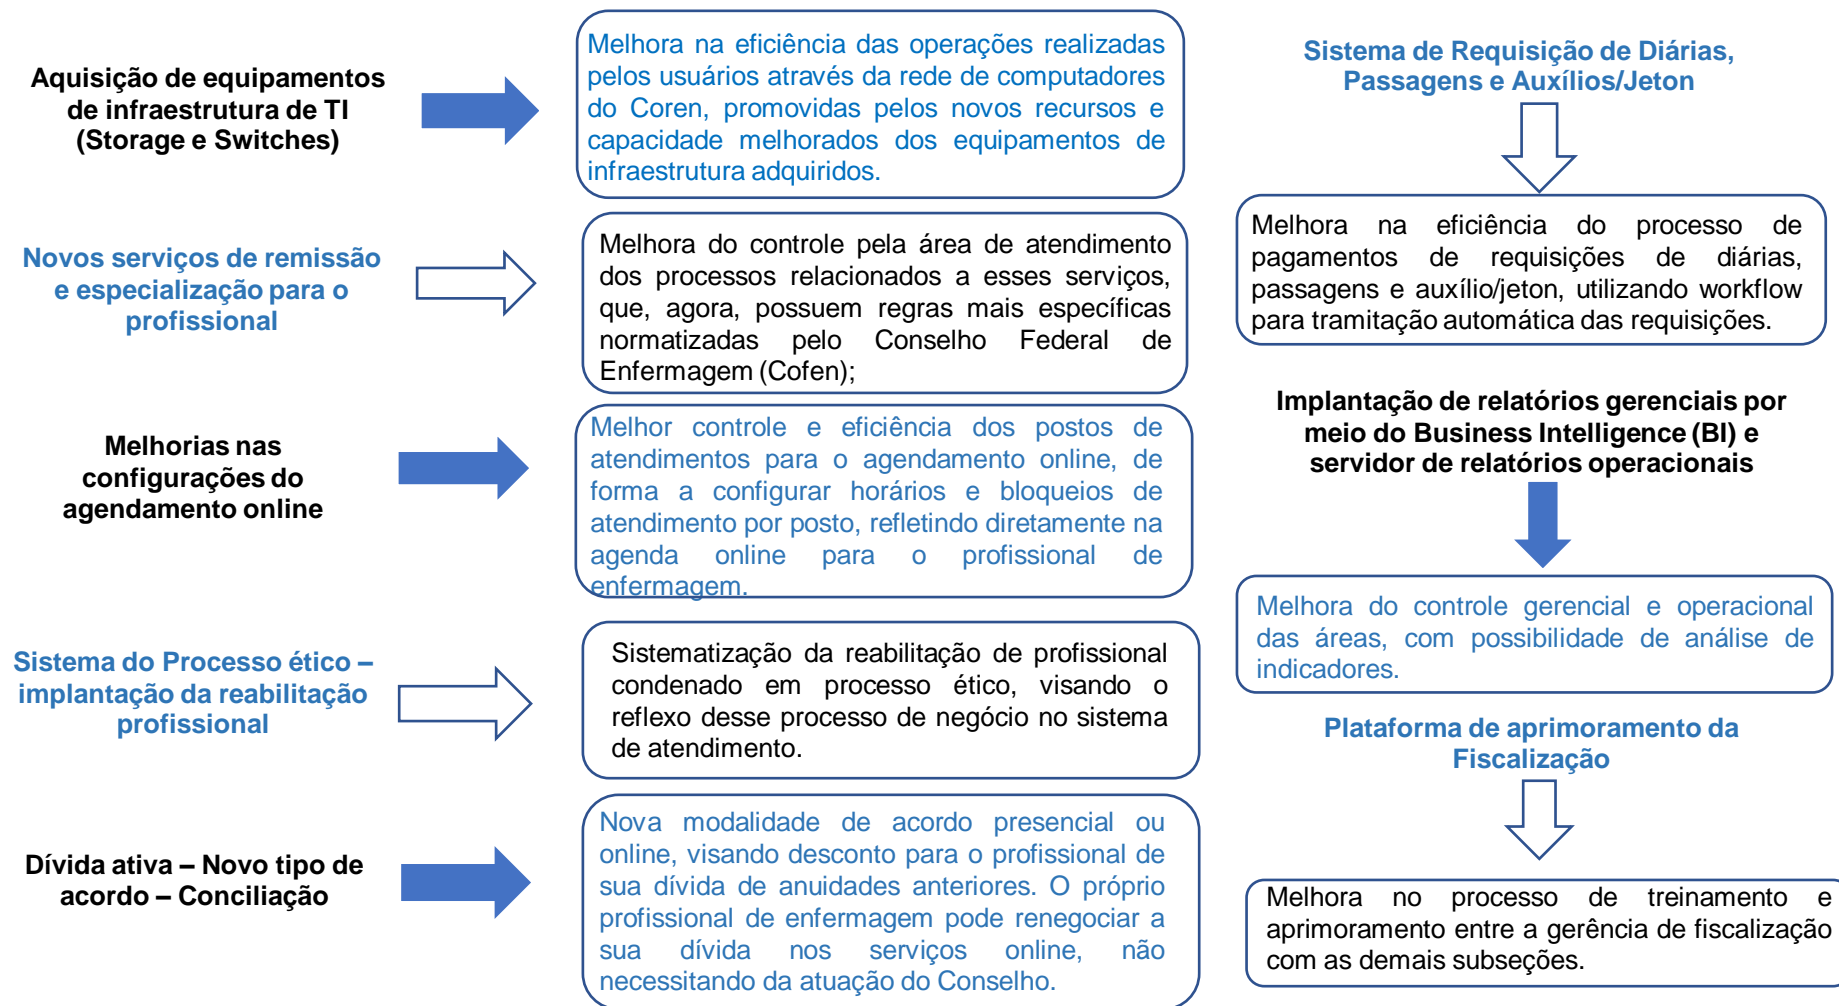 Aquisição de equipamentos
de infraestrutura de TI
(Storage e Switches)
Melhora na eficiência das operações realizadas
pelos usuários através da rede de computadores
do Coren, promovidas pelos novos recursos e
capacidade melhorados dos equipamentos de
infraestrutura adquiridos.
Novos serviços de remissão
e especialização para o
profissional
Melhora do controle pela área de atendimento
dos processos relacionados a esses serviços,
que, agora, possuem regras mais específicas
normatizadas pelo Conselho Federal de
Enfermagem (Cofen);
Melhorias nas
configurações do
agendamento online
Melhor controle e eficiência dos postos de
atendimentos para o agendamento online, de
forma a configurar horários e bloqueios de
atendimento por posto, refletindo diretamente na
agenda online para o profissional de
enfermagem.
Sistema do Processo ético –
implantação da reabilitação
profissional
Sistematização da reabilitação de profissional
condenado em processo ético, visando o
reflexo desse processo de negócio no sistema
de atendimento.
Dívida ativa – Novo tipo de
acordo – Conciliação
Nova modalidade de acordo presencial ou
online, visando desconto para o profissional de
sua dívida de anuidades anteriores. O próprio
profissional de enfermagem pode renegociar a
sua dívida nos serviços online, não
necessitando da atuação do Conselho.
Sistema de Requisição de Diárias,
Passagens e Auxílios/Jeton
Melhora na eficiência do processo de
pagamentos de requisições de diárias,
passagens e auxílio/jeton, utilizando workflow
para tramitação automática das requisições.
Implantação de relatórios gerenciais por
meio do Business Intelligence (BI) e
servidor de relatórios operacionais
Melhora do controle gerencial e operacional
das áreas, com possibilidade de análise de
indicadores.
Plataforma de aprimoramento da
Fiscalização
Melhora no processo de treinamento e
aprimoramento entre a gerência de fiscalização
com as demais subseções.